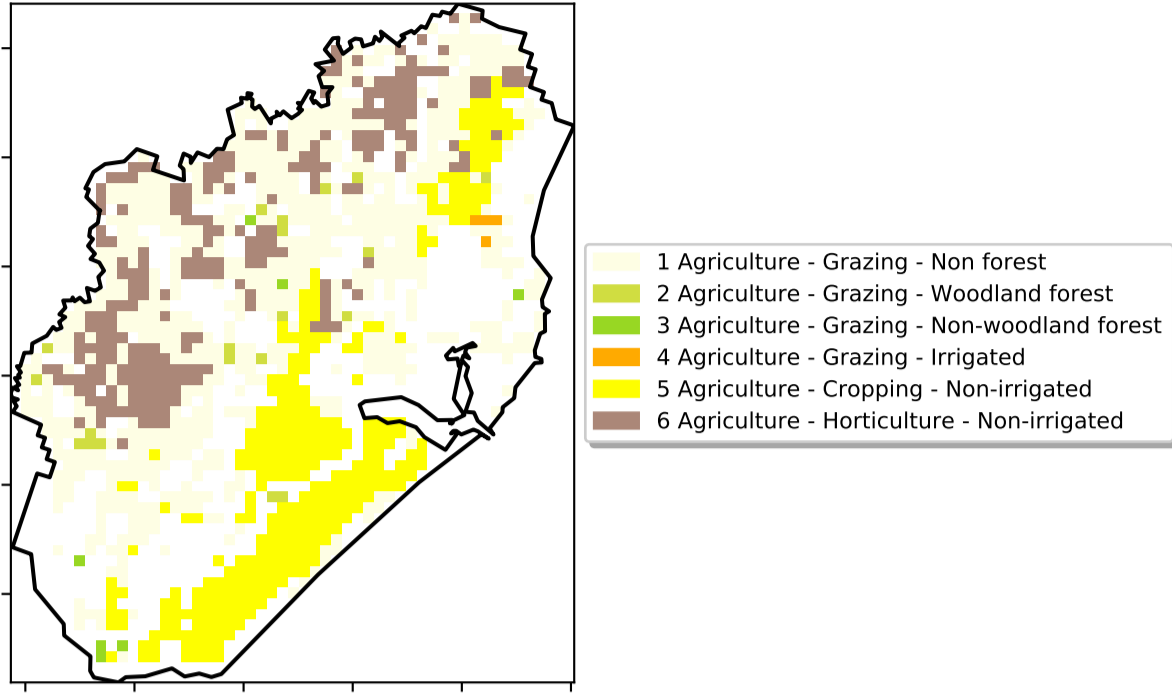 1 Agriculture - Grazing - Non forest
2 Agriculture - Grazing - Woodland forest
3 Agriculture - Grazing - Non-woodland forest
4 Agriculture - Grazing - Irrigated
5 Agriculture - Cropping - Non-irrigated
6 Agriculture - Horticulture - Non-irrigated